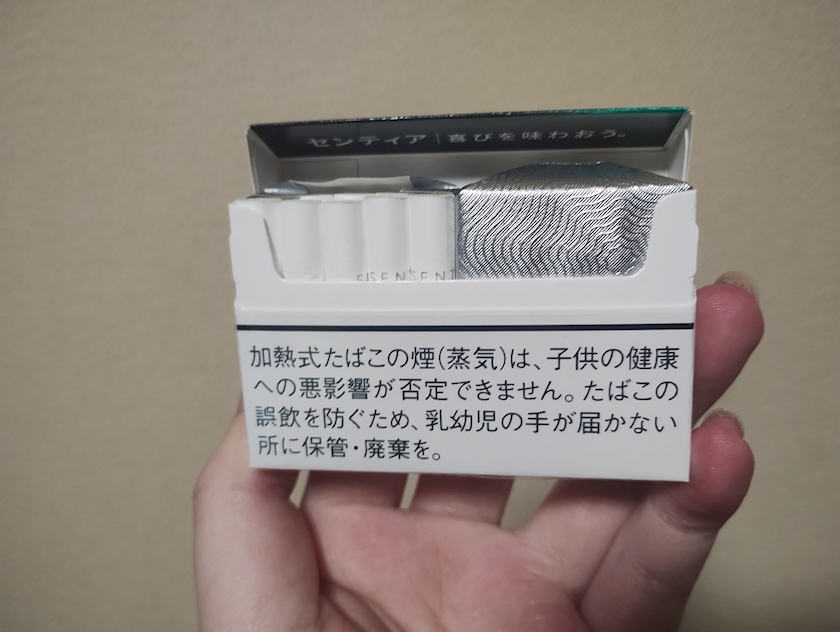 センティア | 喜びを味わおう。
SENSENT
加熱式たばこの煙(蒸気)は、子供の健康
への悪影響が否定できません。たばこの
誤飲を防ぐため、乳幼児の手が届かない
所に保管・廃棄を。